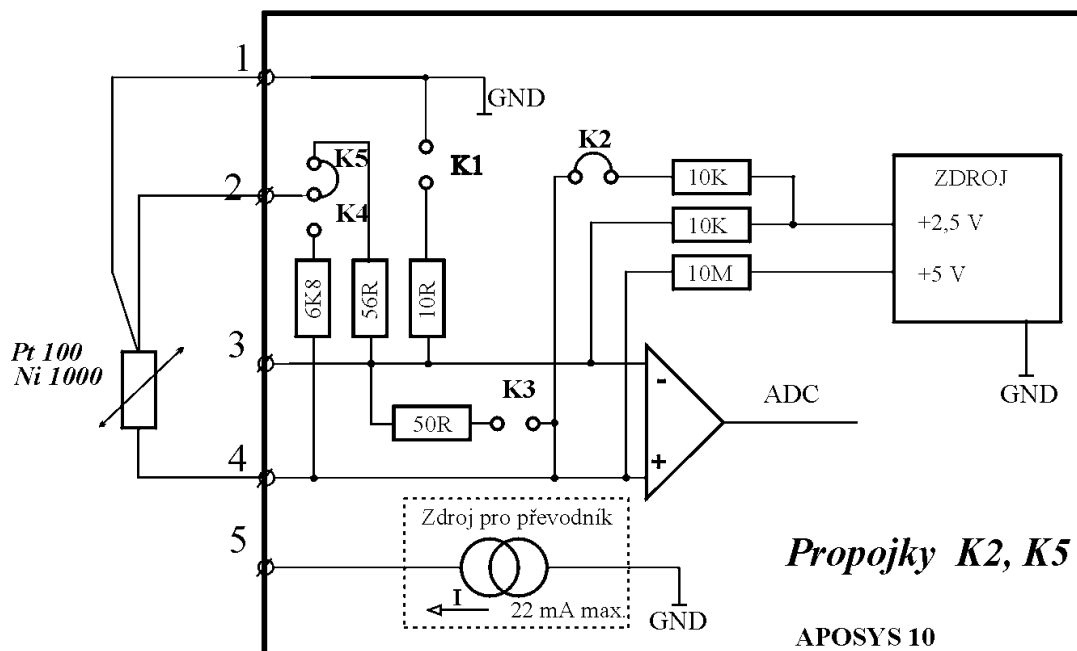 1
GND
K5
K1
K2
10K
ZDROJ
2
K4
10K
+2,5 V
10M
+5 V
6K8
56R
10R
Pt 100
Ni 1000
3
-
GND
K3
ADC
50R
4
+
Zdroj pro převodník
5
I
22 mA max.
GND
Propojky K2, K5
APOSYS 10